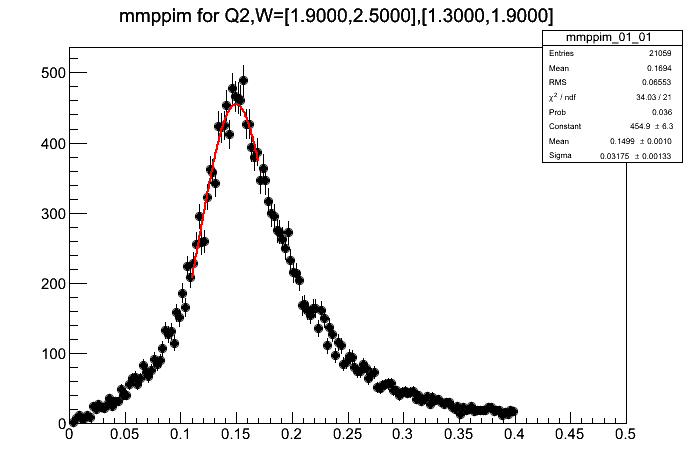 mmppim for Q2,W=[1.9000,2.5000],[1.3000,1.9000]
mmppim_01_01
Entries 21059
Mean 0.1694
RMS 0.06553
χ² / ndf 34.03 / 21
Prob 0.036
Constant 454.9 ± 6.3
Mean 0.1499 ± 0.0010
Sigma 0.03175 ± 0.00133
500
400
300
200
100
0
0 0.05 0.1 0.15 0.2 0.25 0.3 0.35 0.4 0.45 0.5